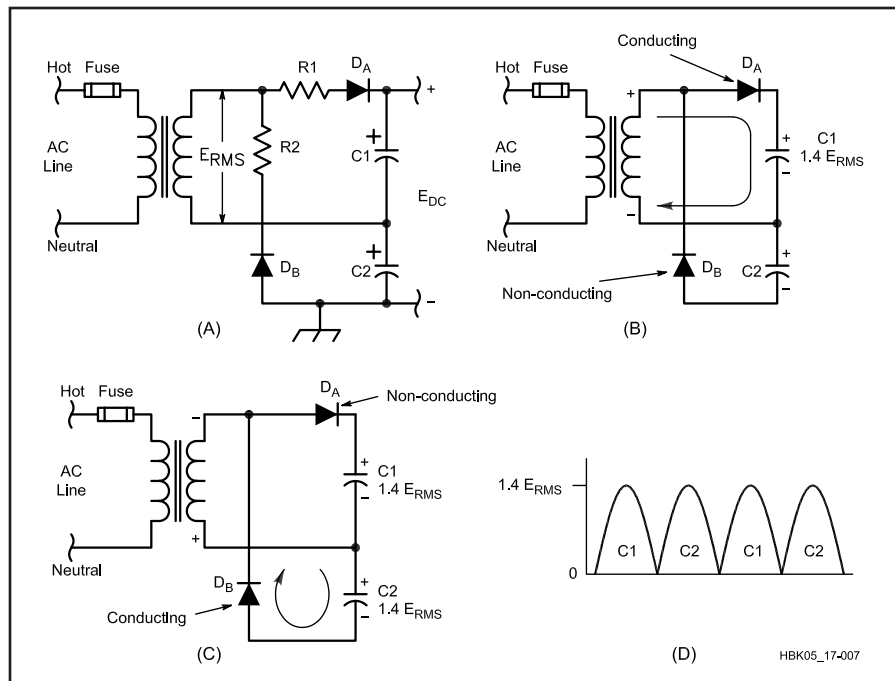 Hot Fuse
R1
D_A
+
AC
Line
E_RMS
R2
+
C1
E_DC
Neutral
D_B
+
C2
−
(A)
Conducting
Hot Fuse
D_A
+
AC
Line
+
C1
1.4 E_RMS
−
−
Neutral
Non-conducting
D_B
+
C2
−
(B)
Hot Fuse
D_A
Non-conducting
−
AC
Line
+
C1
1.4 E_RMS
−
+
Neutral
D_B
Conducting
+
C2
1.4 E_RMS
−
(C)
1.4 E_RMS
C1 C2 C1 C2
0
(D)
HBK05_17-007